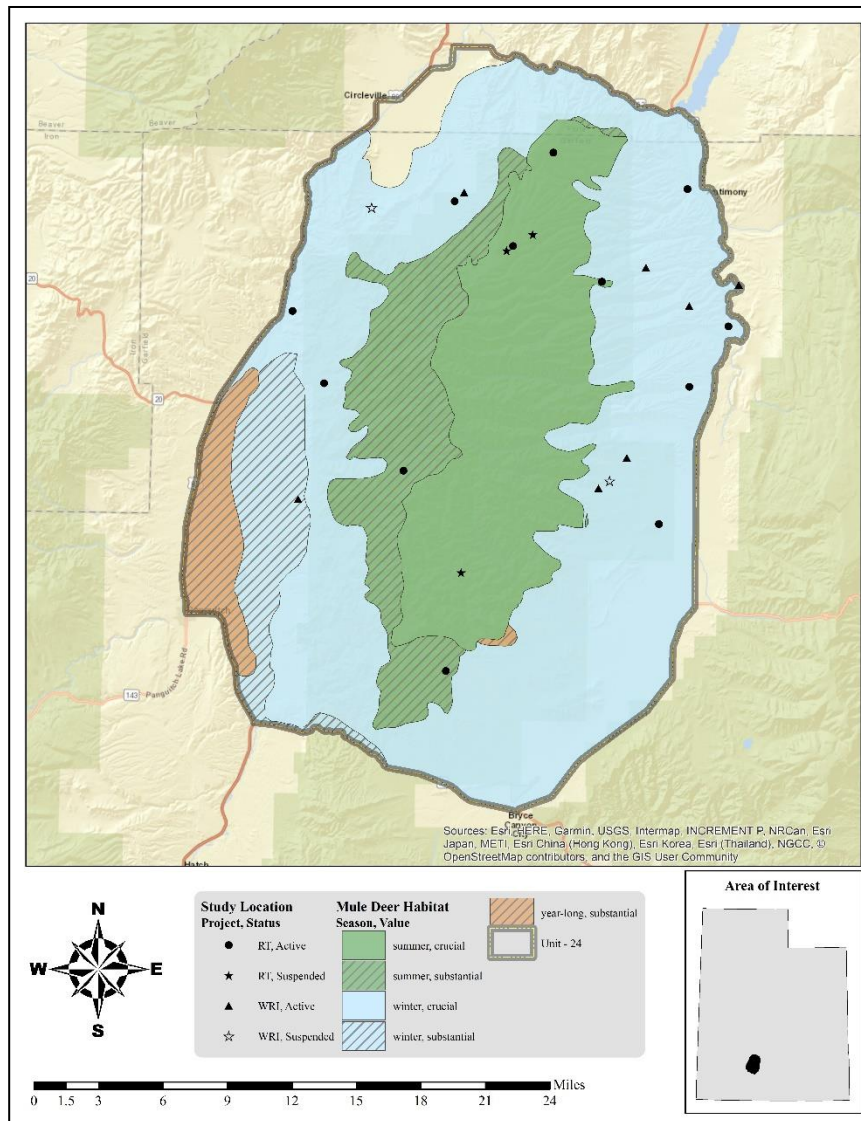 Circleville
Beaver
Beaver
Iron
timony
20
Iron
Garfield
20
Panguitch Lake Rd
143
Bryce
Canyon
City
Hatch
Sources: Esri, HERE, Garmin, USGS, Intermap, INCREMENT P, NRCan, Esri
Japan, METI, Esri China (Hong Kong), Esri Korea, Esri (Thailand), NGCC, ©
OpenStreetMap contributors, and the GIS User Community
N
W E
S
Study Location
Project, Status
RT, Active
RT, Suspended
WRI, Active
WRI, Suspended
Mule Deer Habitat
Season, Value
summer, crucial
summer, substantial
winter, crucial
winter, substantial
year-long, substantial
Unit - 24
Area of Interest
Miles
0 1.5 3 6 9 12 15 18 21 24